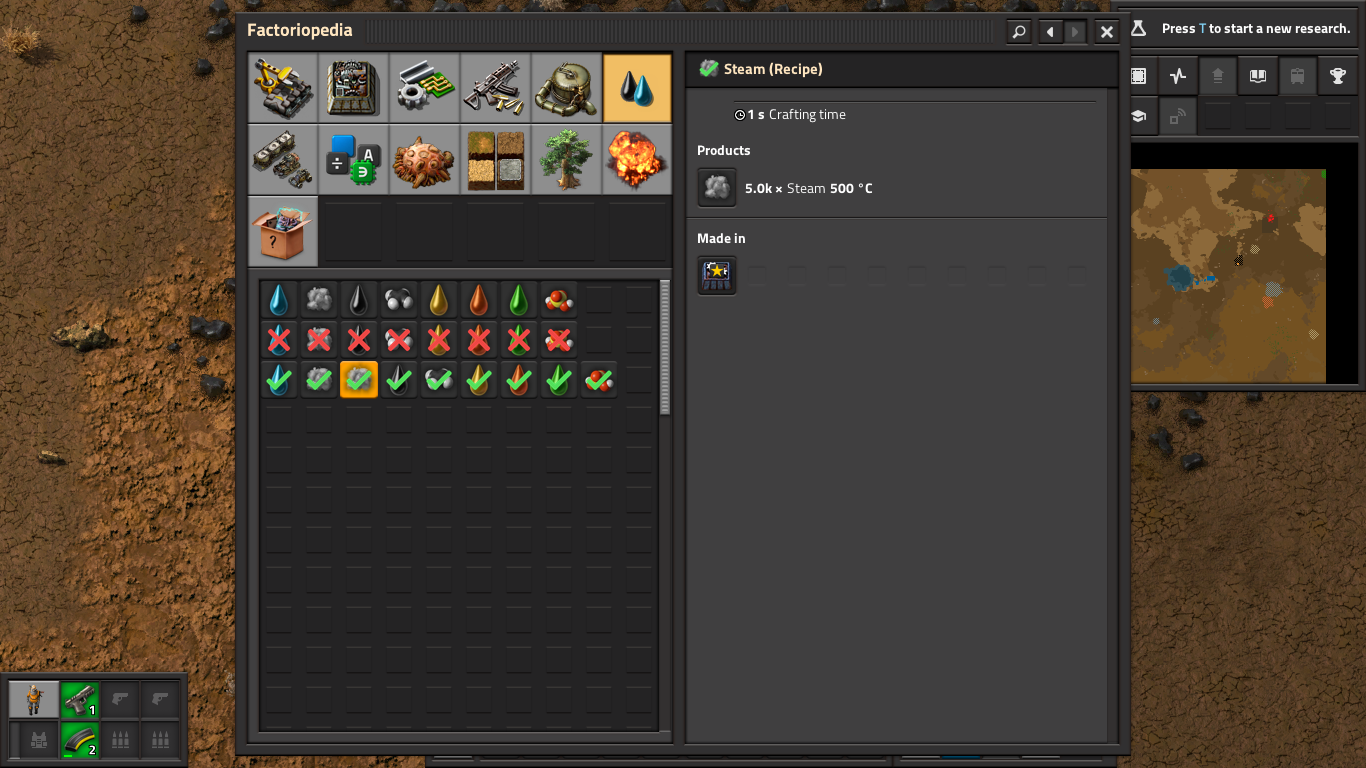 Factoriopedia
Press T to start a new research.
Steam (Recipe)
1 s Crafting time
Products
5.0k × Steam 500 °C
Made in
÷
A
Э
?
1
2